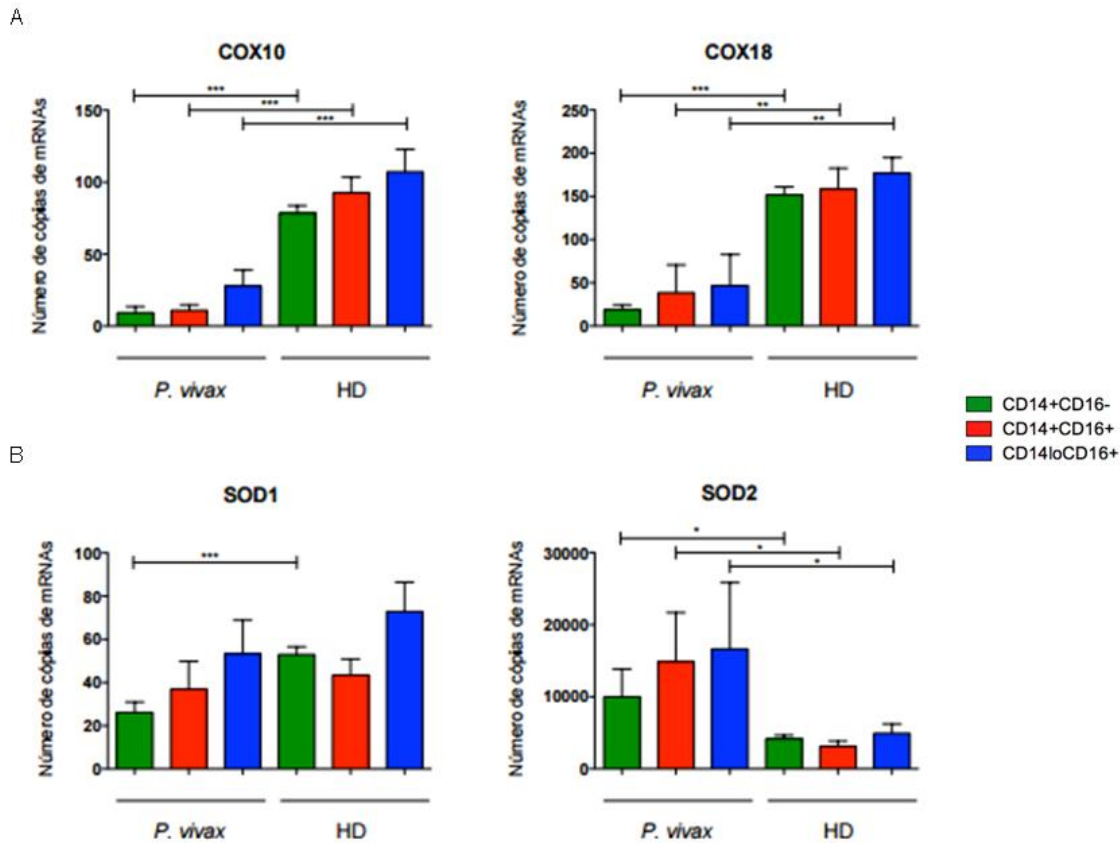 A
COX10
Número de cópias de mRNAs
150
100
50
0
***
***
***
P. vivax
HD
COX18
Número de cópias de mRNAs
250
200
150
100
50
0
***
**
**
P. vivax
HD
CD14+CD16-
CD14+CD16+
CD14loCD16+
B
SOD1
Número de cópias de mRNAs
100
80
60
40
20
0
***
P. vivax
HD
SOD2
Número de cópias de mRNAs
30000
20000
10000
0
*
*
*
P. vivax
HD